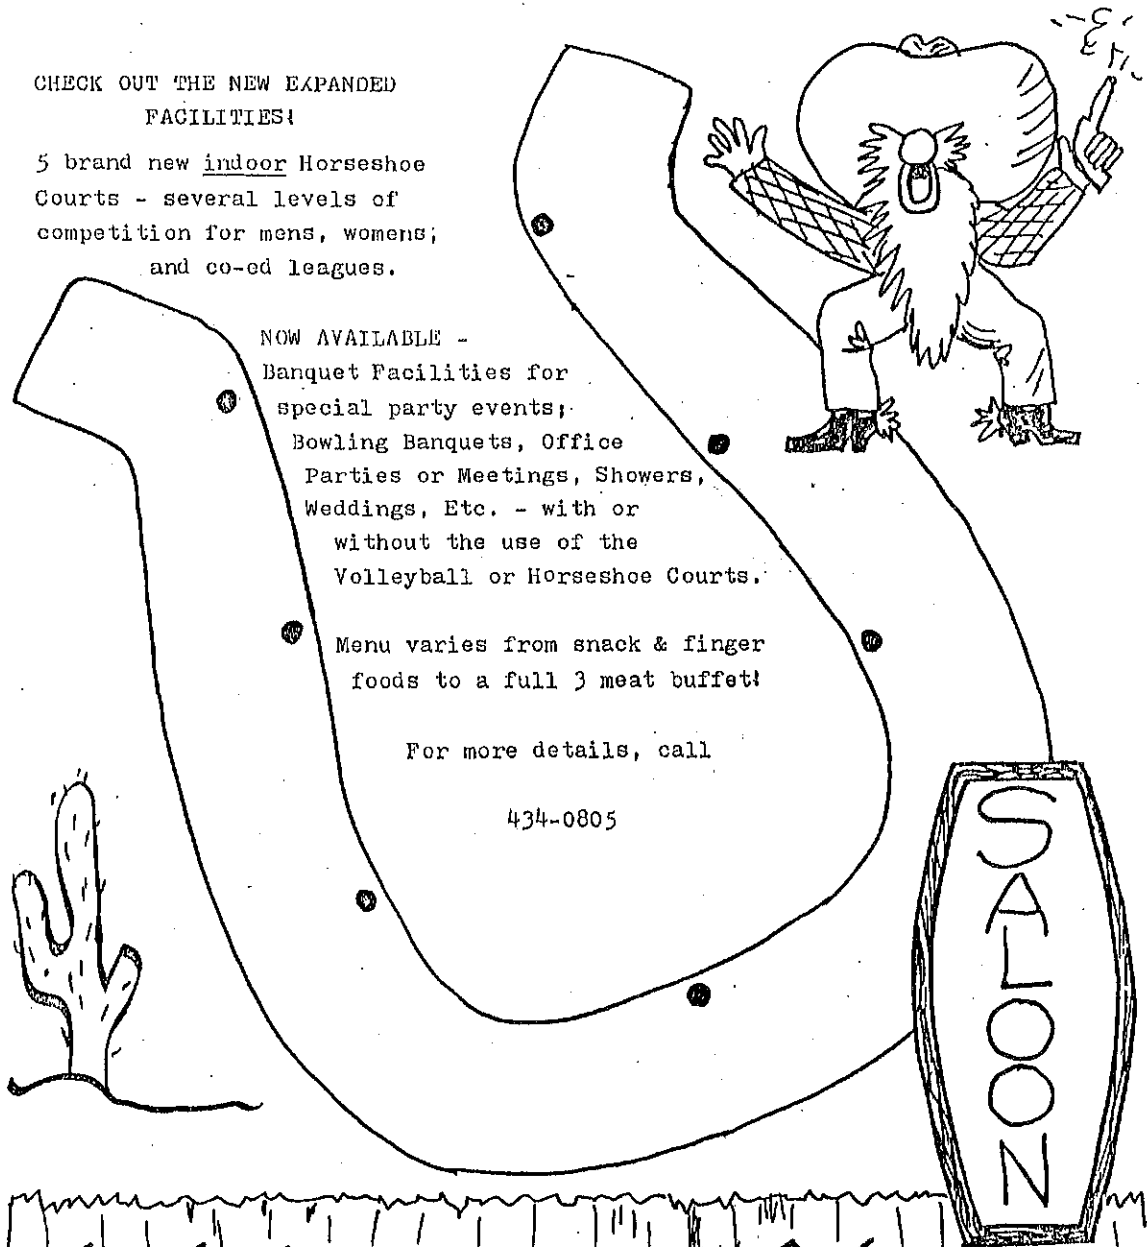 CHECK OUT THE NEW EXPANDED
FACILITIES!
5 brand new indoor Horseshoe
Courts - several levels of
competition for mens, womens;
and co-ed leagues.
NOW AVAILABLE -
Banquet Facilities for
special party events;
Bowling Banquets, Office
Parties or Meetings, Showers,
Weddings, Etc. - with or
without the use of the
Volleyball or Horseshoe Courts.
Menu varies from snack & finger
foods to a full 3 meat buffet!
For more details, call
434-0805
SALOON